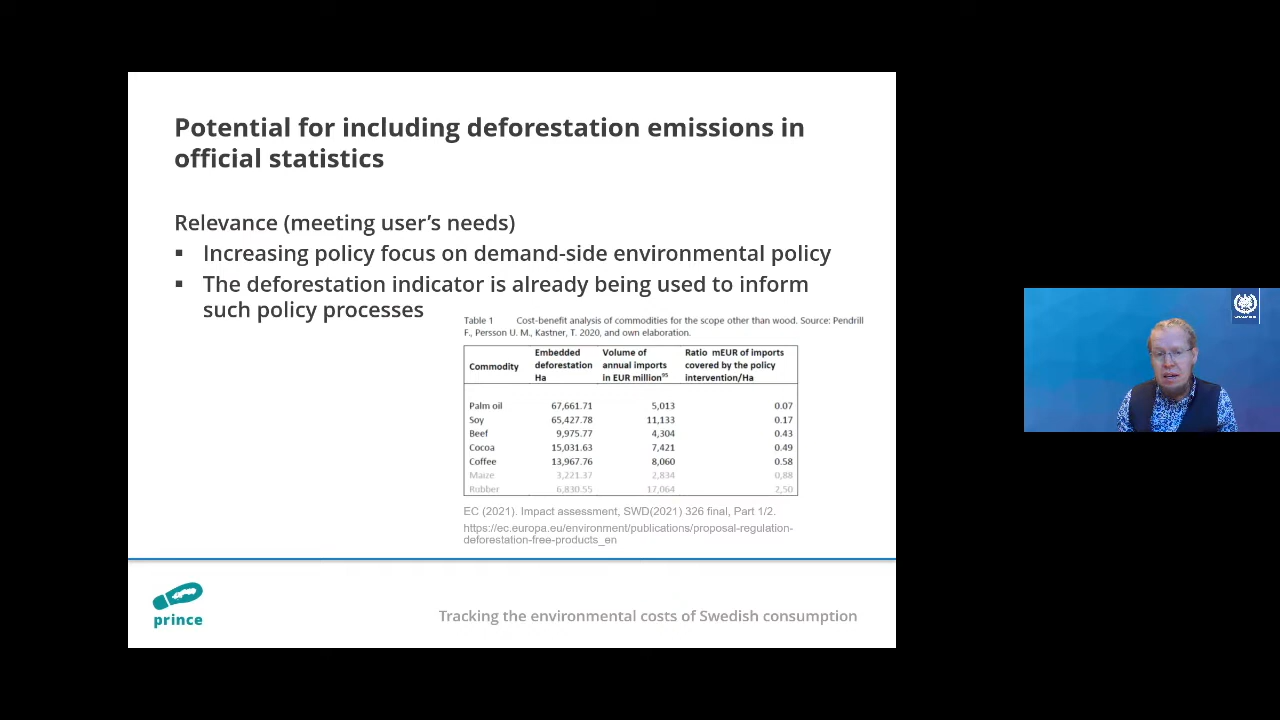 Potential for including deforestation emissions in
official statistics
Relevance (meeting user's needs)
▪ Increasing policy focus on demand-side environmental policy
▪ The deforestation indicator is already being used to inform
such policy processes
Table 1 Cost-benefit analysis of commodities for the scope other than wood. Source: Pendrill
F., Persson U. M., Kastner, T. 2020, and own elaboration.
Commodity Embedded deforestation Ha Volume of annual imports in EUR million⁹⁵ Ratio mEUR of imports covered by the policy intervention/Ha
Palm oil 67,661.71 5,013 0.07
Soy 65,427.78 11,133 0.17
Beef 9,975.77 4,304 0.43
Cocoa 15,031.63 7,421 0.49
Coffee 13,967.76 8,060 0.58
Maize 3,221.37 2,834 0,88
Rubber 6,830.55 17,064 2,50
EC (2021). Impact assessment, SWD(2021) 326 final, Part 1/2.
https://ec.europa.eu/environment/publications/proposal-regulation-
deforestation-free-products_en
prince
Tracking the environmental costs of Swedish consumption